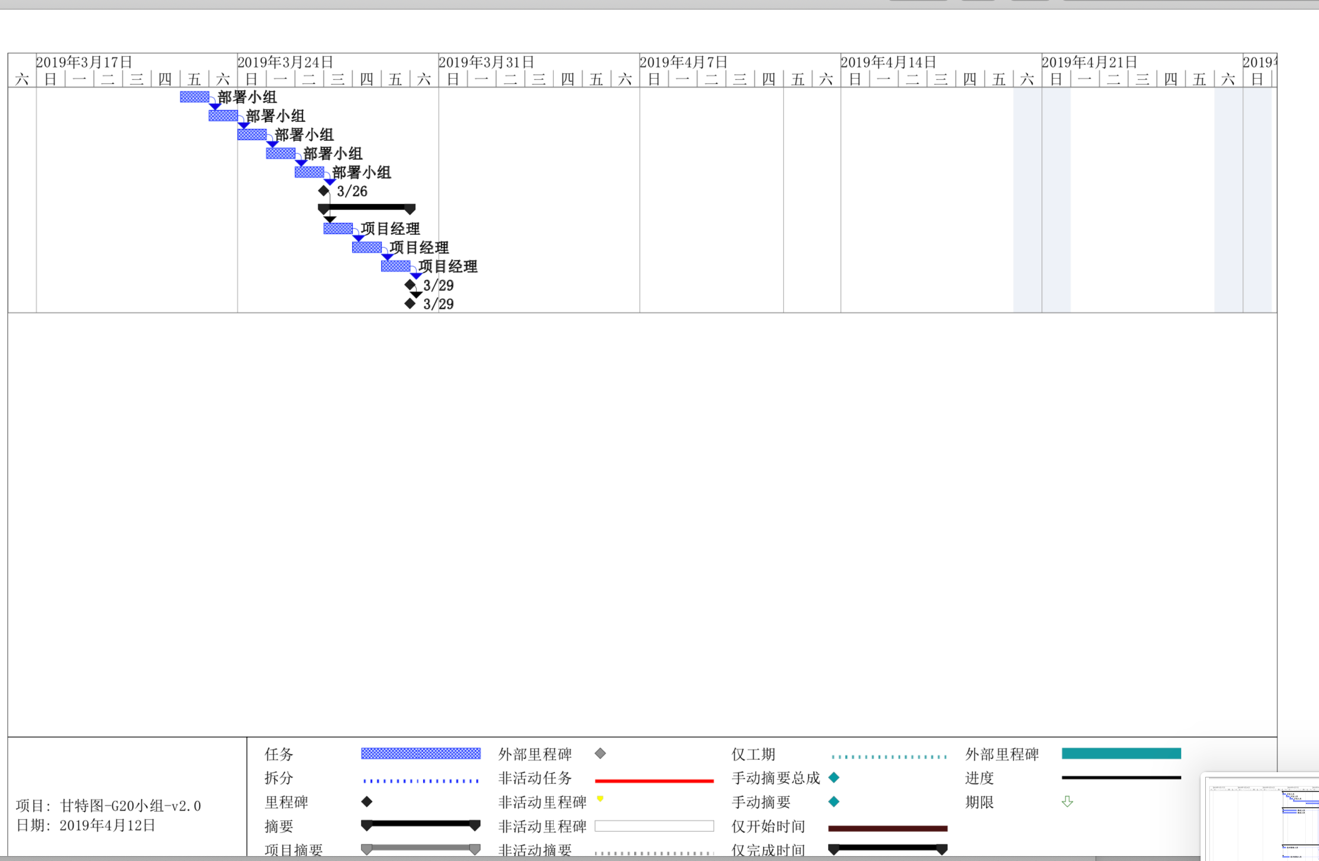 2019年3月17日 2019年3月24日 2019年3月31日 2019年4月7日 2019年4月14日 2019年4月21日
六 日 一 二 三 四 五 六 日 一 二 三 四 五 六 日 一 二 三 四 五 六 日 一 二 三 四 五 六 日 一 二 三 四 五 六 日 一 二 三 四 五 六 日
部署小组
部署小组
部署小组
部署小组
部署小组
3/26
项目经理
项目经理
项目经理
3/29
3/29
项目: 甘特图-G20小组-v2.0
日期: 2019年4月12日
任务
拆分
里程碑
摘要
项目摘要
外部里程碑
非活动任务
非活动里程碑
非活动里程碑
非活动摘要
仅工期
手动摘要总成
手动摘要
仅开始时间
仅完成时间
外部里程碑
进度
期限